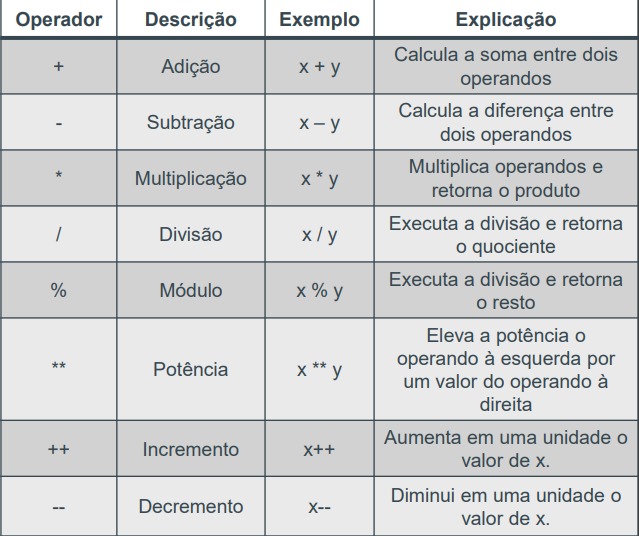 Operador Descrição Exemplo Explicação
+ Adição x + y Calcula a soma entre dois
operandos
- Subtração x – y Calcula a diferença entre
dois operandos
* Multiplicação x * y Multiplica operandos e
retorna o produto
/ Divisão x / y Executa a divisão e retorna
o quociente
% Módulo x % y Executa a divisão e retorna
o resto
** Potência x ** y Eleva a potência o
operando à esquerda por
um valor do operando à
direita
++ Incremento x++ Aumenta em uma unidade o
valor de x.
-- Decremento x-- Diminui em uma unidade o
valor de x.